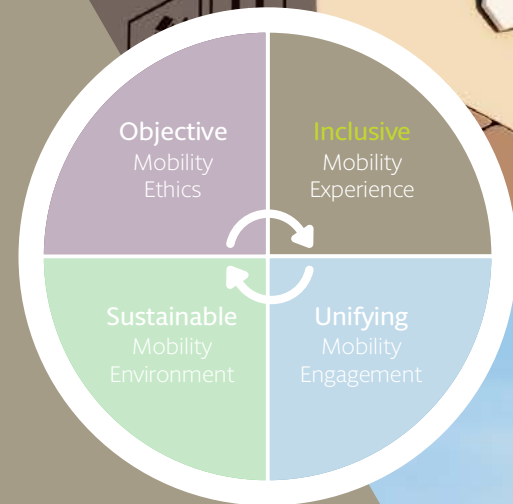 Objective
Mobility
Ethics
Inclusive
Mobility
Experience
Sustainable
Mobility
Environment
Unifying
Mobility
Engagement